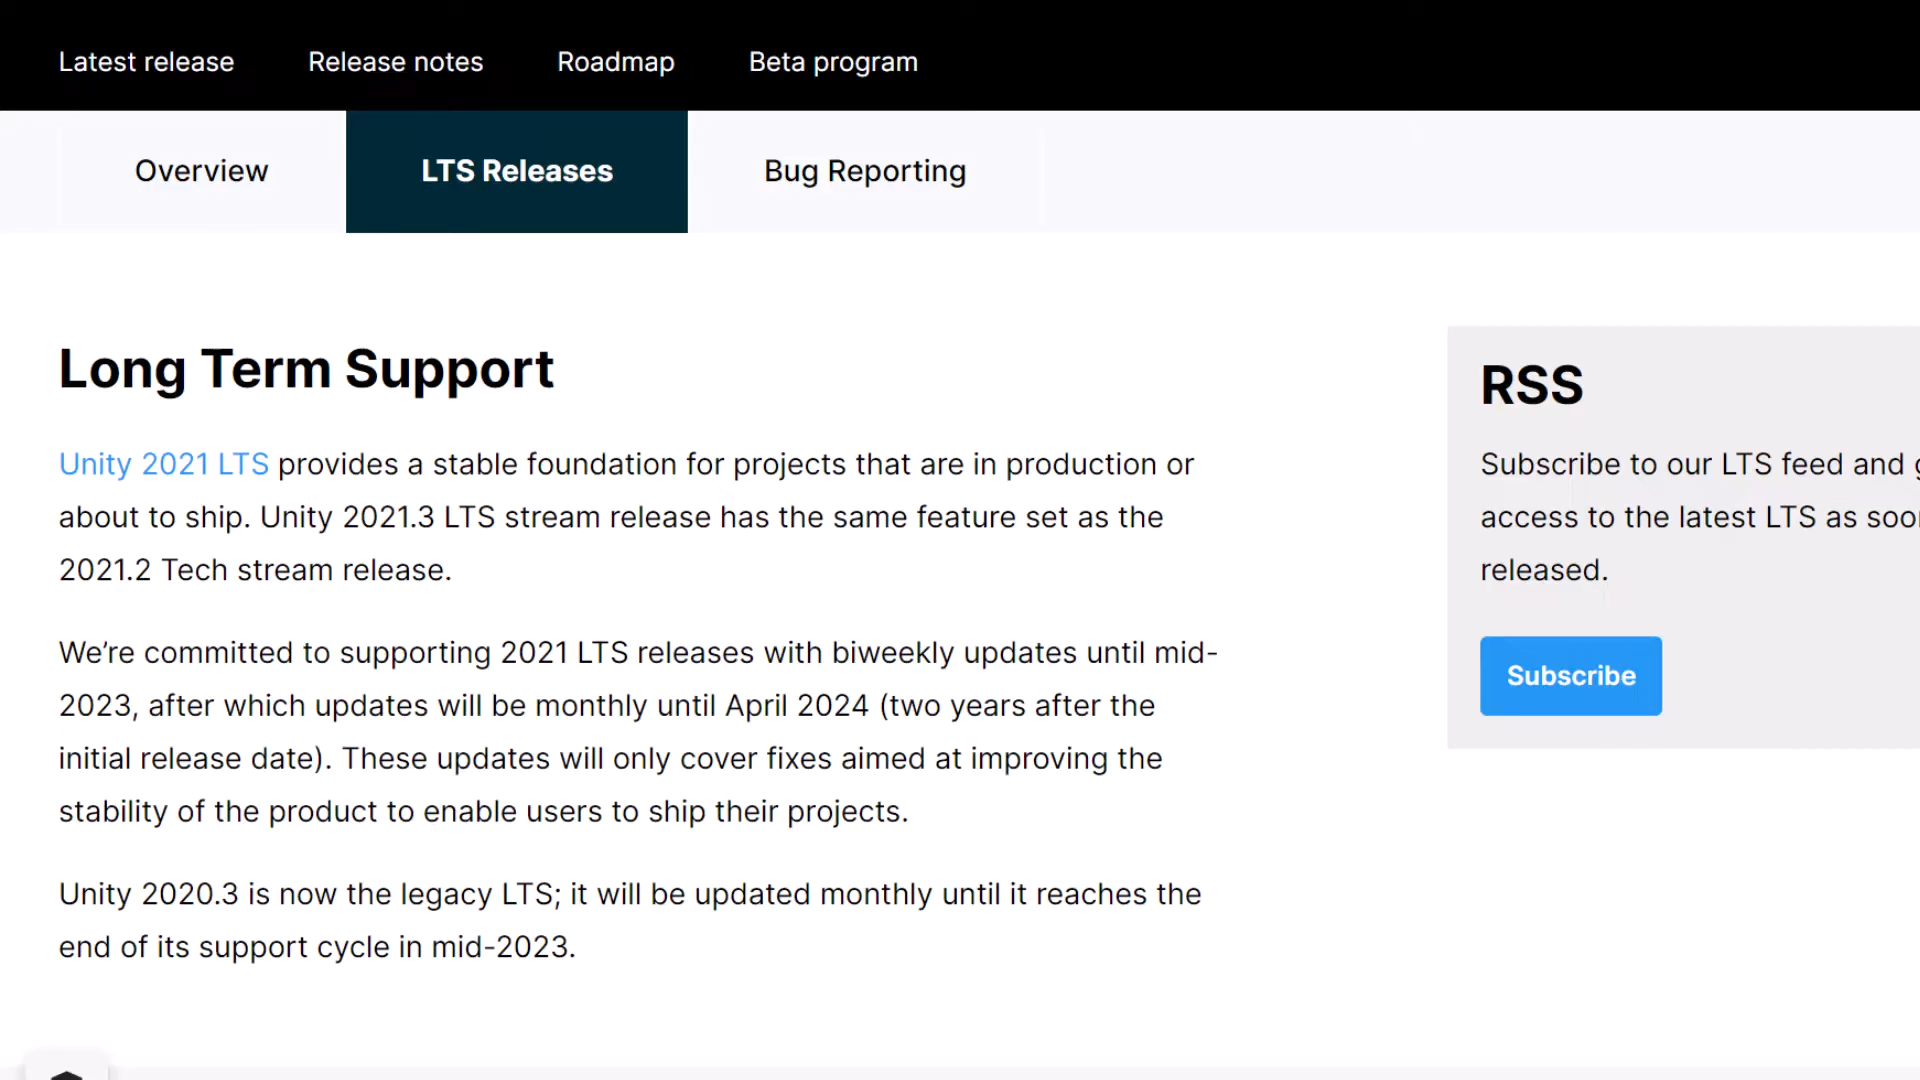 Latest release Release notes Roadmap Beta program
Overview LTS Releases Bug Reporting
Long Term Support
Unity 2021 LTS provides a stable foundation for projects that are in production or
about to ship. Unity 2021.3 LTS stream release has the same feature set as the
2021.2 Tech stream release.
We’re committed to supporting 2021 LTS releases with biweekly updates until mid-
2023, after which updates will be monthly until April 2024 (two years after the
initial release date). These updates will only cover fixes aimed at improving the
stability of the product to enable users to ship their projects.
Unity 2020.3 is now the legacy LTS; it will be updated monthly until it reaches the
end of its support cycle in mid-2023.
RSS
Subscribe to our LTS feed and
access to the latest LTS as
released.
Subscribe